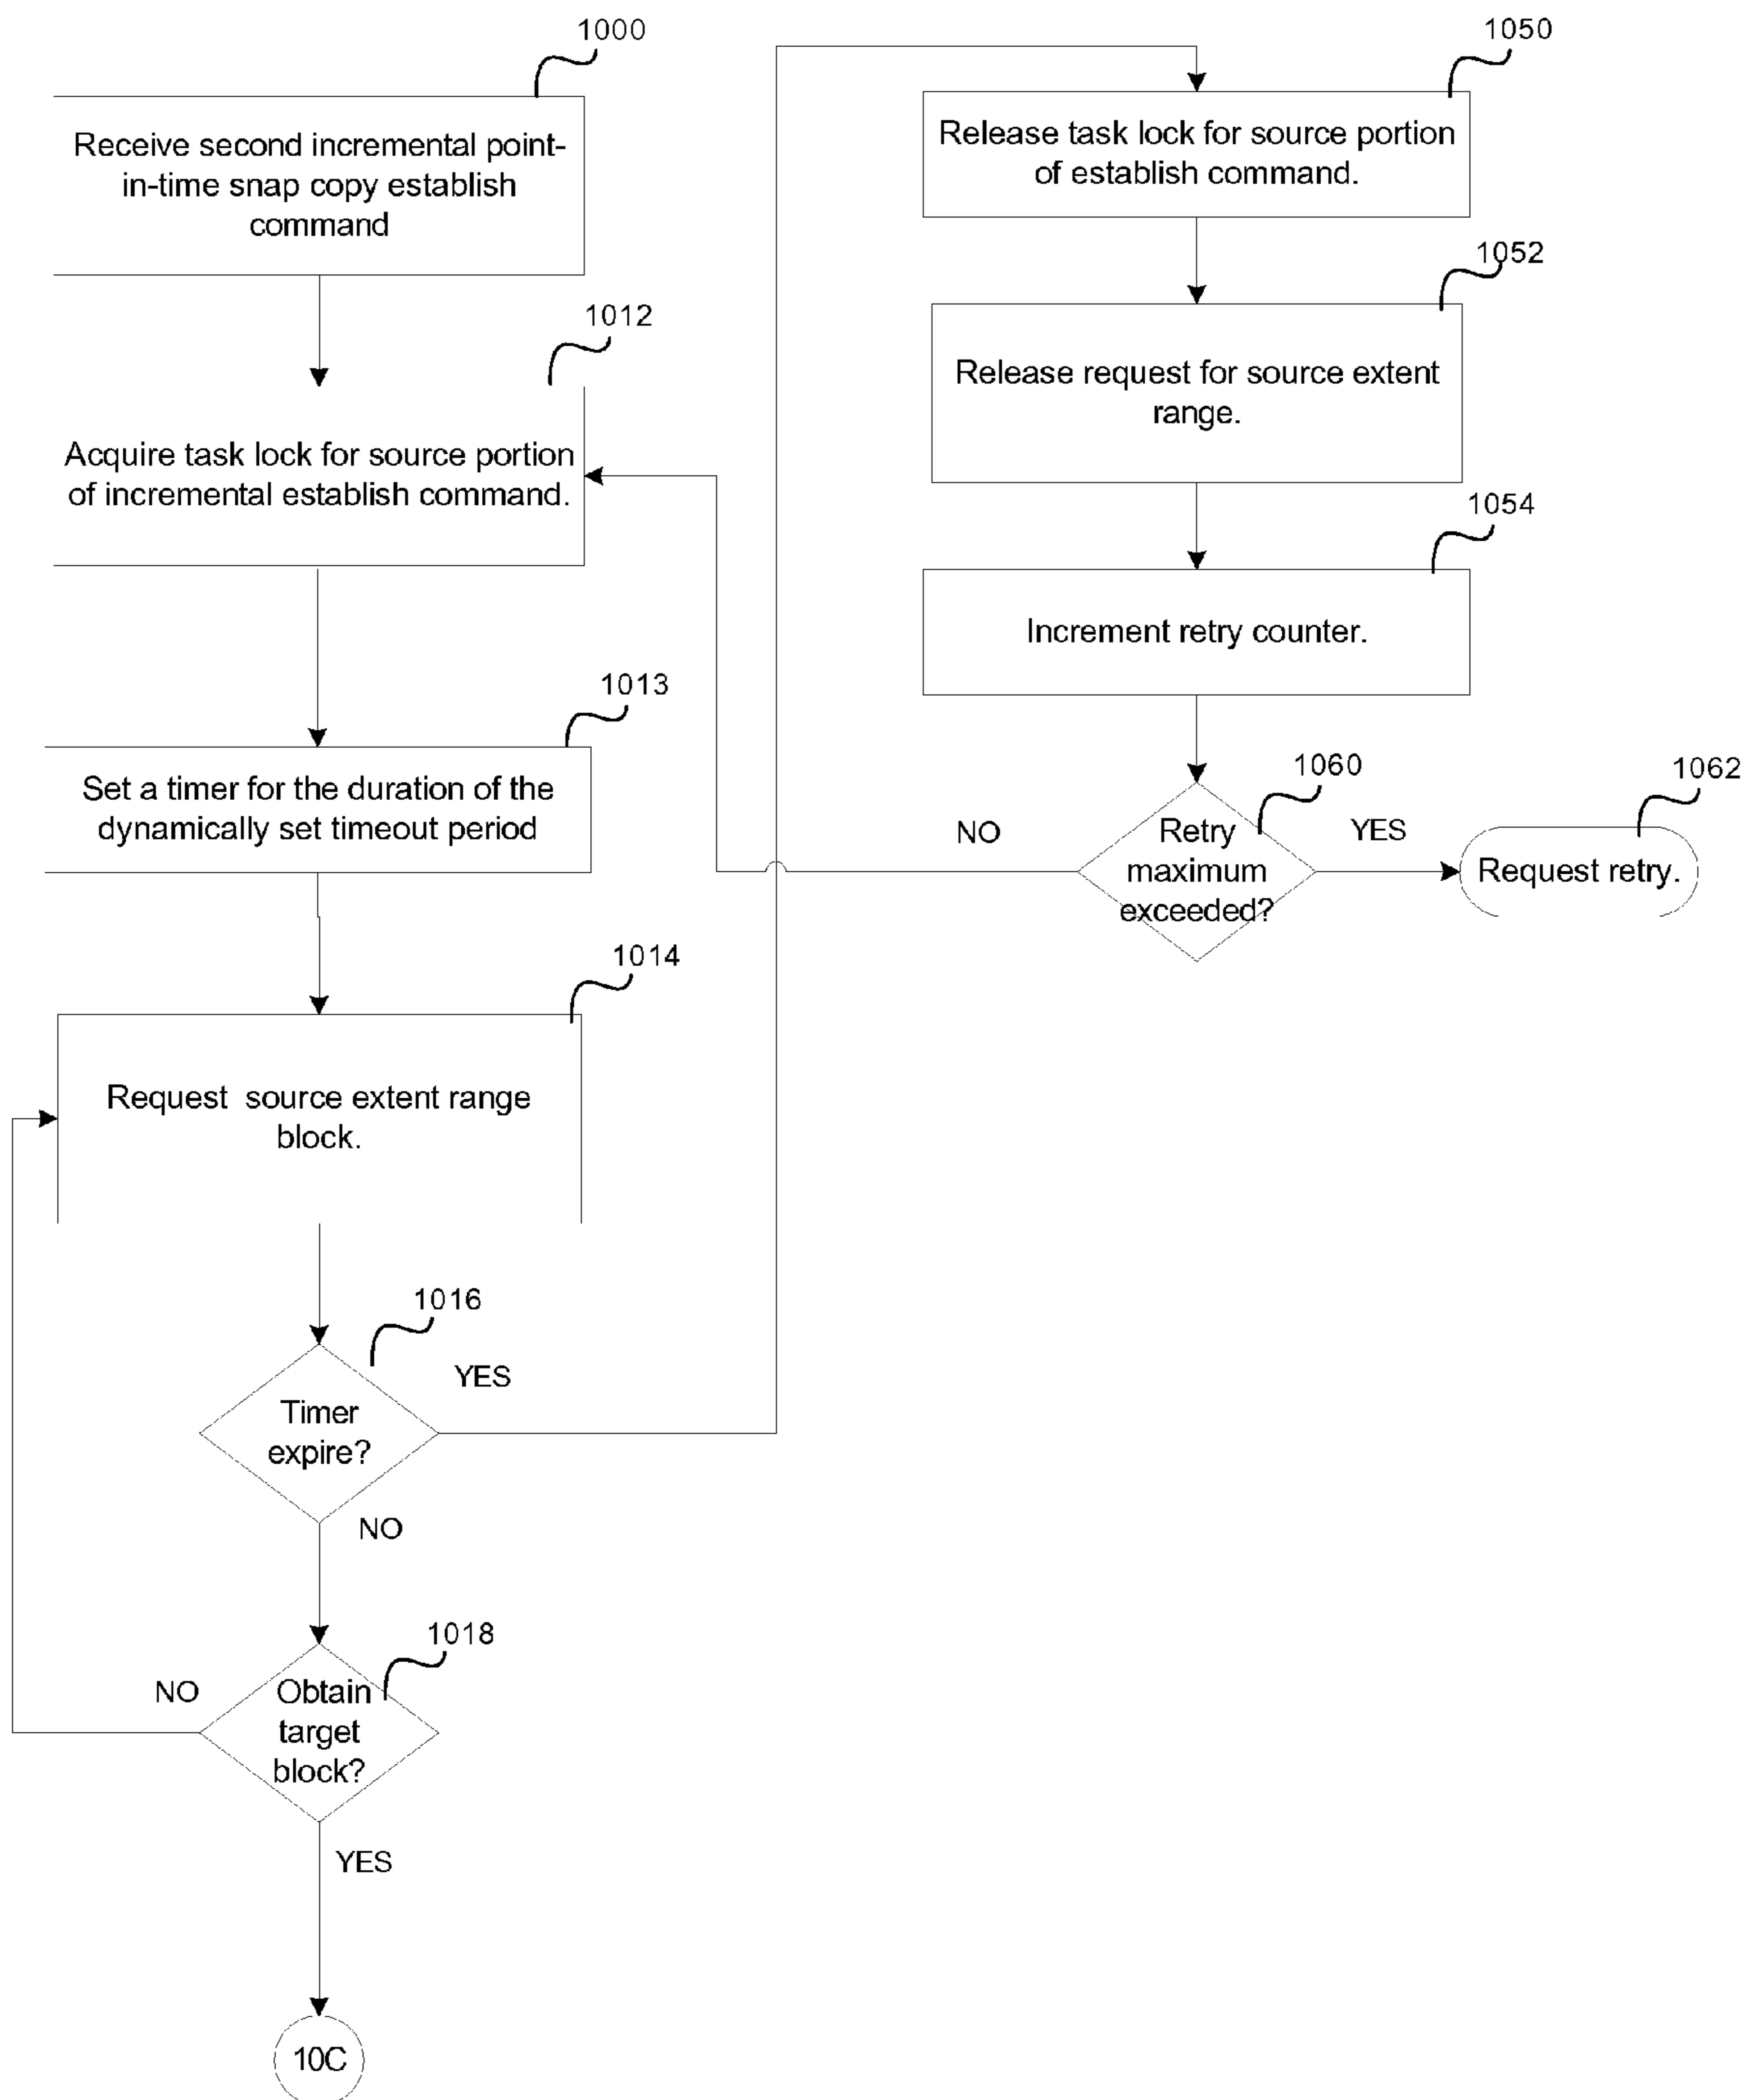 1000
Receive second incremental point-
in-time snap copy establish
command
1012
Acquire task lock for source portion
of incremental establish command.
1013
Set a timer for the duration of the
dynamically set timeout period
1014
Request source extent range
block.
1016
Timer
expire?
YES
NO
1018
Obtain
target
block?
NO
YES
10C
1050
Release task lock for source portion
of establish command.
1052
Release request for source extent
range.
1054
Increment retry counter.
1060
Retry
maximum
exceeded?
NO
YES
1062
Request retry.